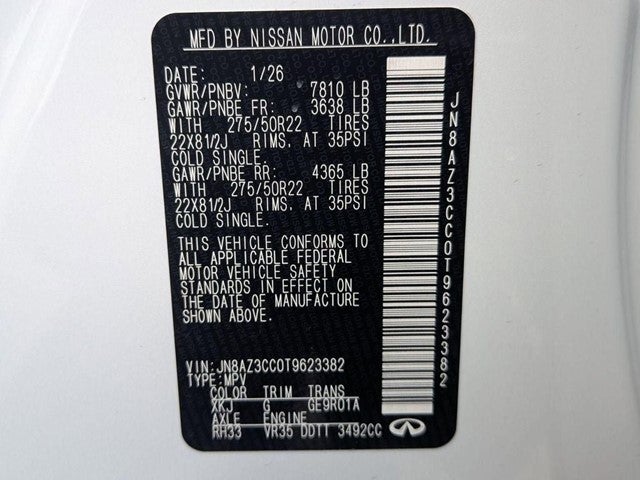 MFD BY NISSAN MOTOR CO.,LTD.
DATE: 1/26
GVWR/PNBV: 7810 LB
GAWR/PNBE FR: 3638 LB
WITH 275/50R22 TIRES
22X81/2J RIMS, AT 35PSI
COLD SINGLE.
GAWR/PNBE RR: 4365 LB
WITH 275/50R22 TIRES
22X81/2J RIMS, AT 35PSI
COLD SINGLE.
THIS VEHICLE CONFORMS TO
ALL APPLICABLE FEDERAL
MOTOR VEHICLE SAFETY
STANDARDS IN EFFECT ON
THE DATE OF MANUFACTURE
SHOWN ABOVE.
VIN:JN8AZ3CC0T9623382
TYPE:MPV
COLOR TRIM TRANS
XKJ G GE9R01A
AXLE ENGINE
RH33 VR35 DDTT 3492CC
JN8AZ3CC0T9623382